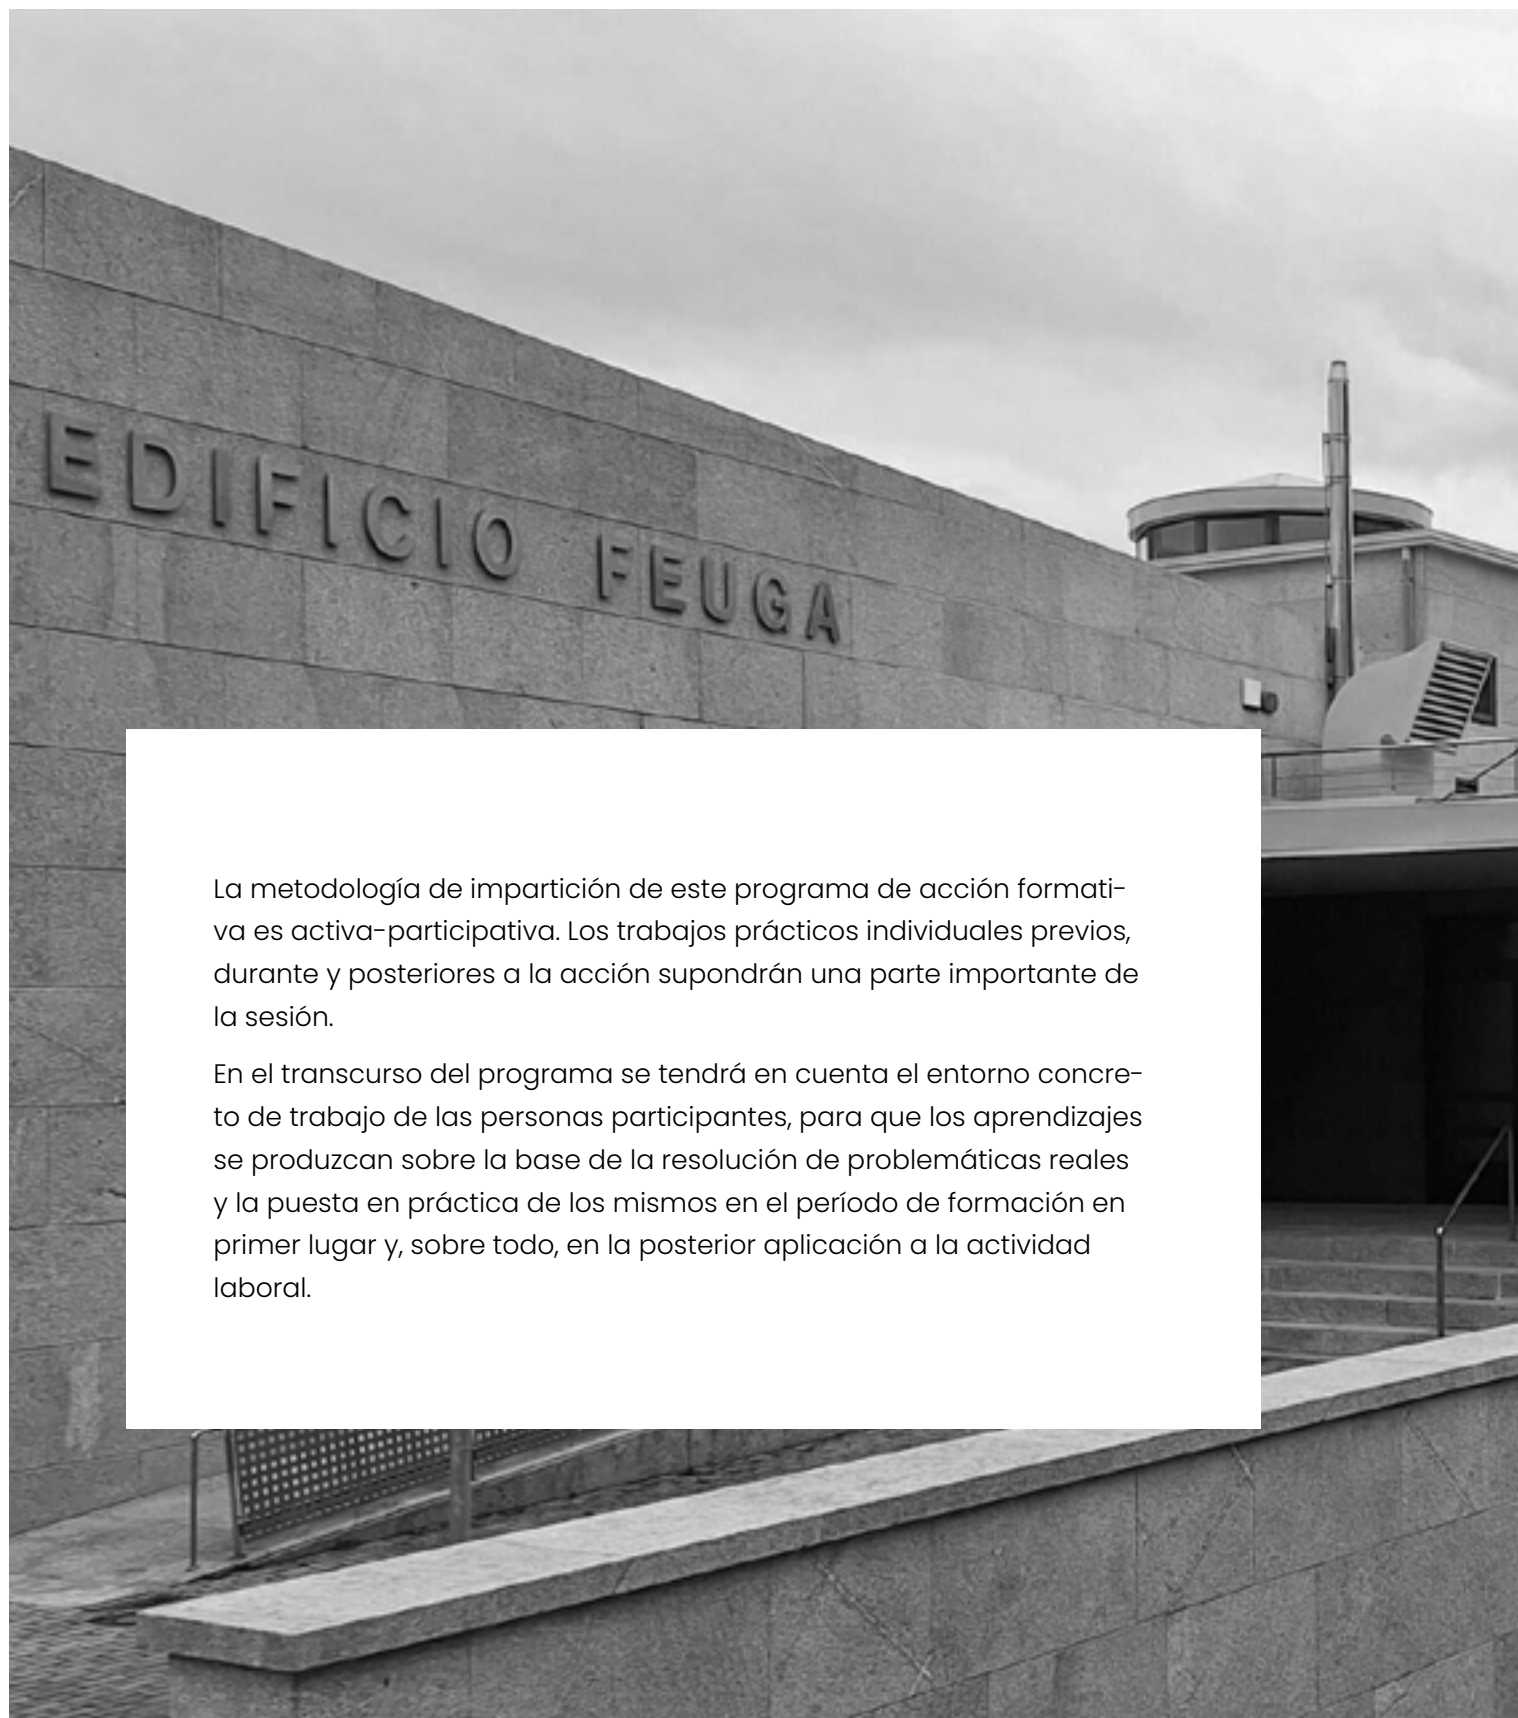 EDIFICIO FEUGA
La metodología de impartición de este programa de acción formati-
va es activa-participativa. Los trabajos prácticos individuales previos,
durante y posteriores a la acción supondrán una parte importante de
la sesión.
En el transcurso del programa se tendrá en cuenta el entorno concre-
to de trabajo de las personas participantes, para que los aprendizajes
se produzcan sobre la base de la resolución de problemáticas reales
y la puesta en práctica de los mismos en el período de formación en
primer lugar y, sobre todo, en la posterior aplicación a la actividad
laboral.